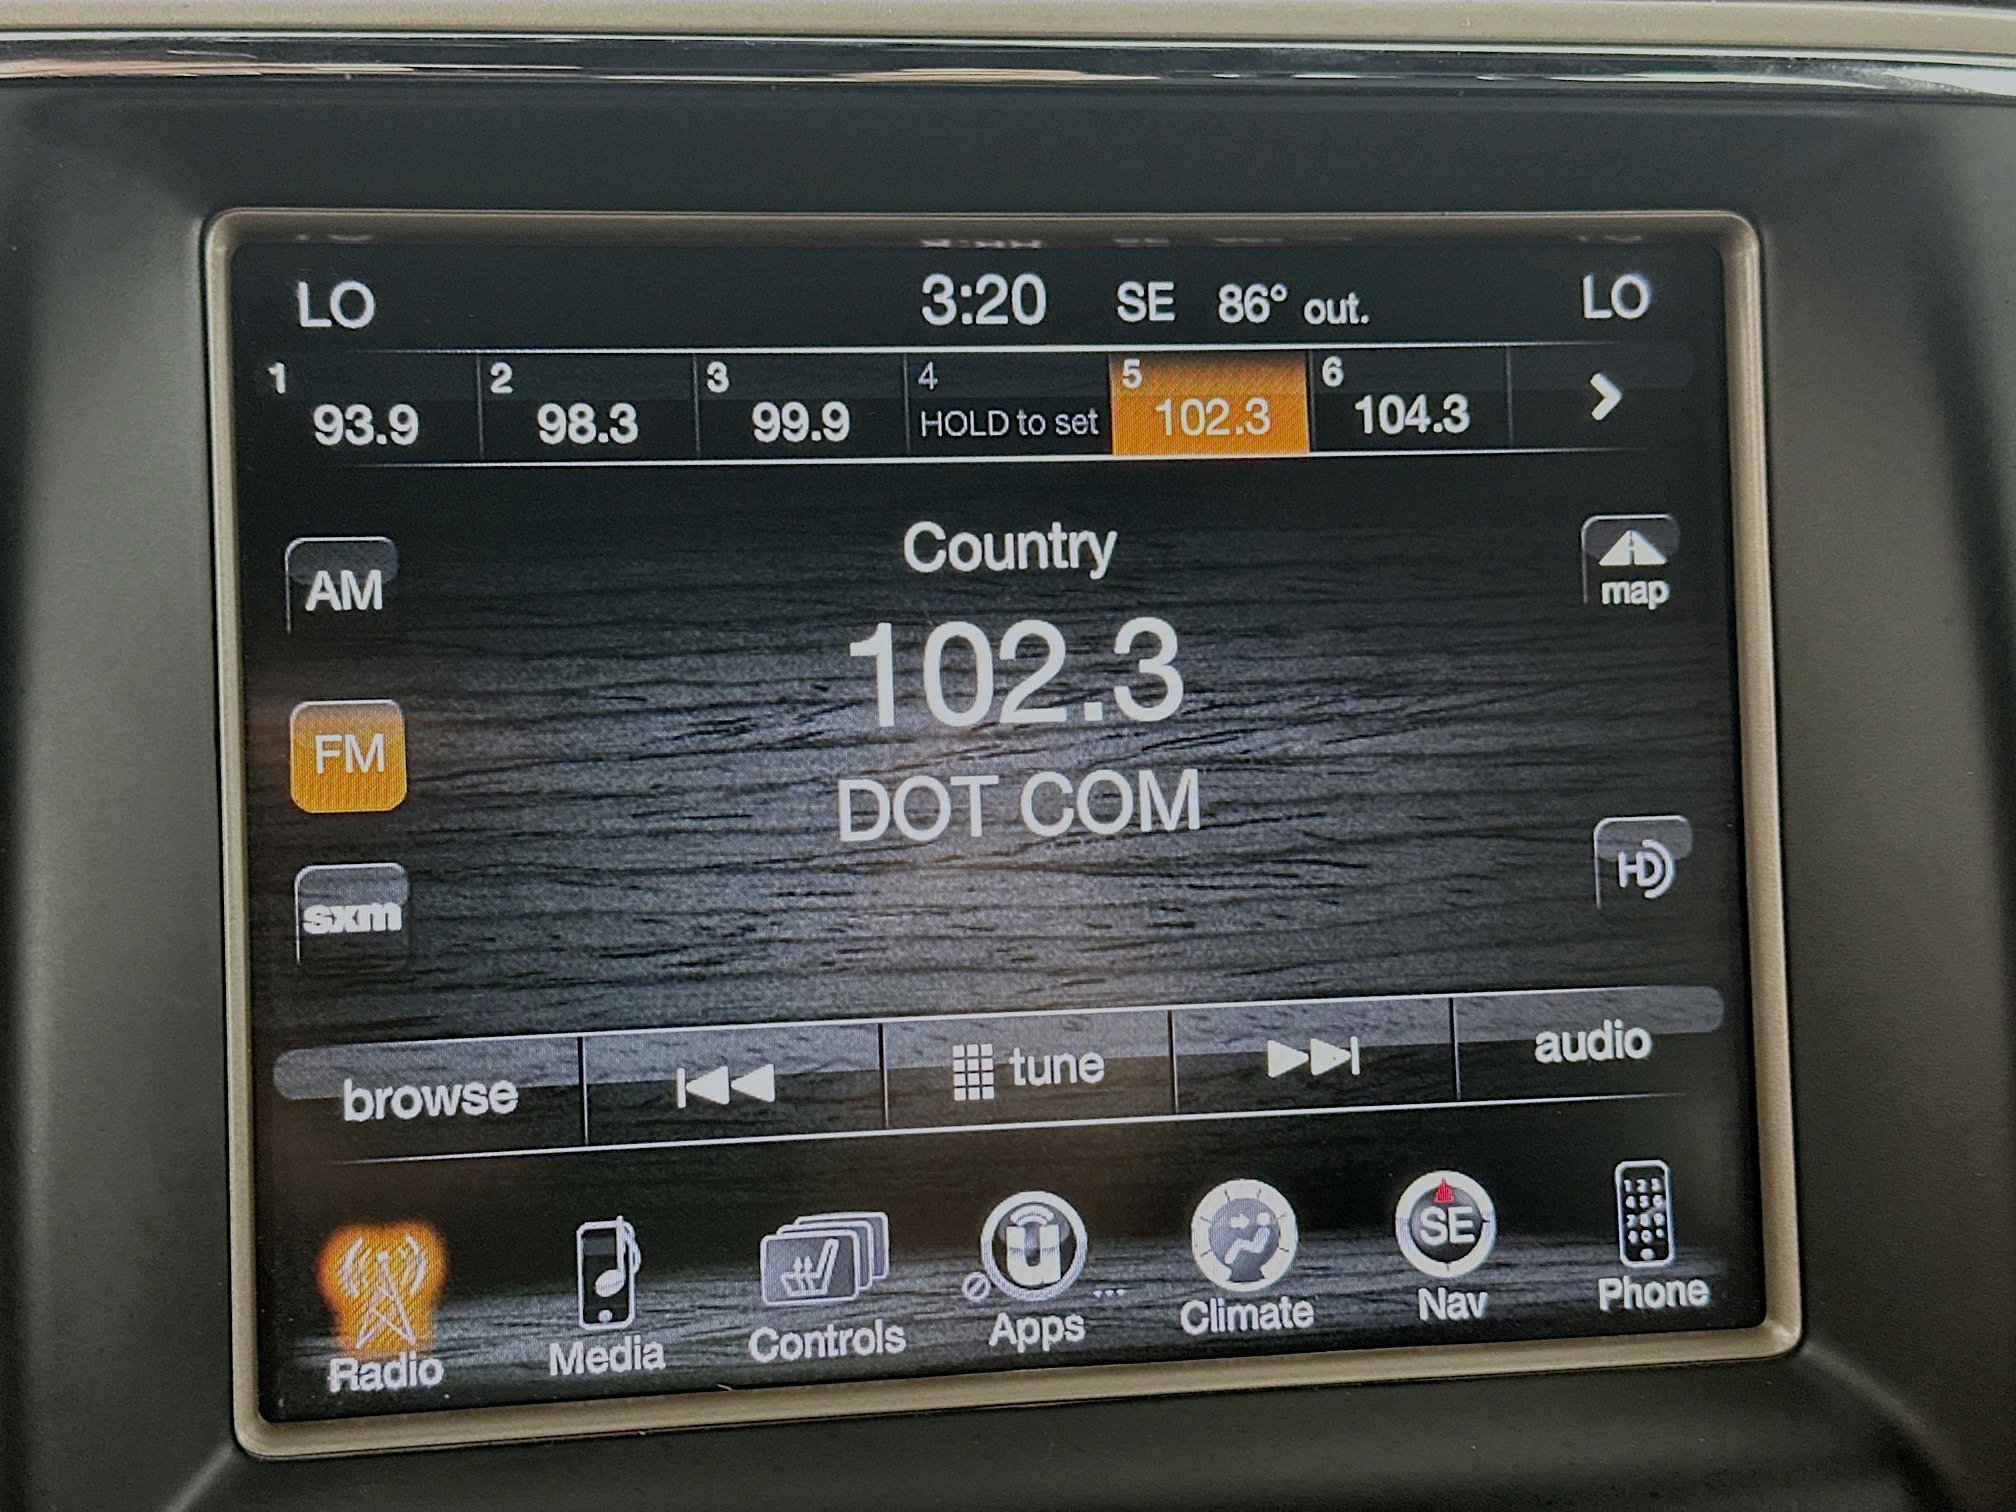 LO 3:20 SE 86° out. LO
1 2 3 4 5 6
93.9 98.3 99.9 HOLD to set 102.3 104.3
Country
AM map
102.3
FM
DOT COM
HD
sxm
browse tune audio
SE
Radio Media Controls Apps ... Climate Nav Phone